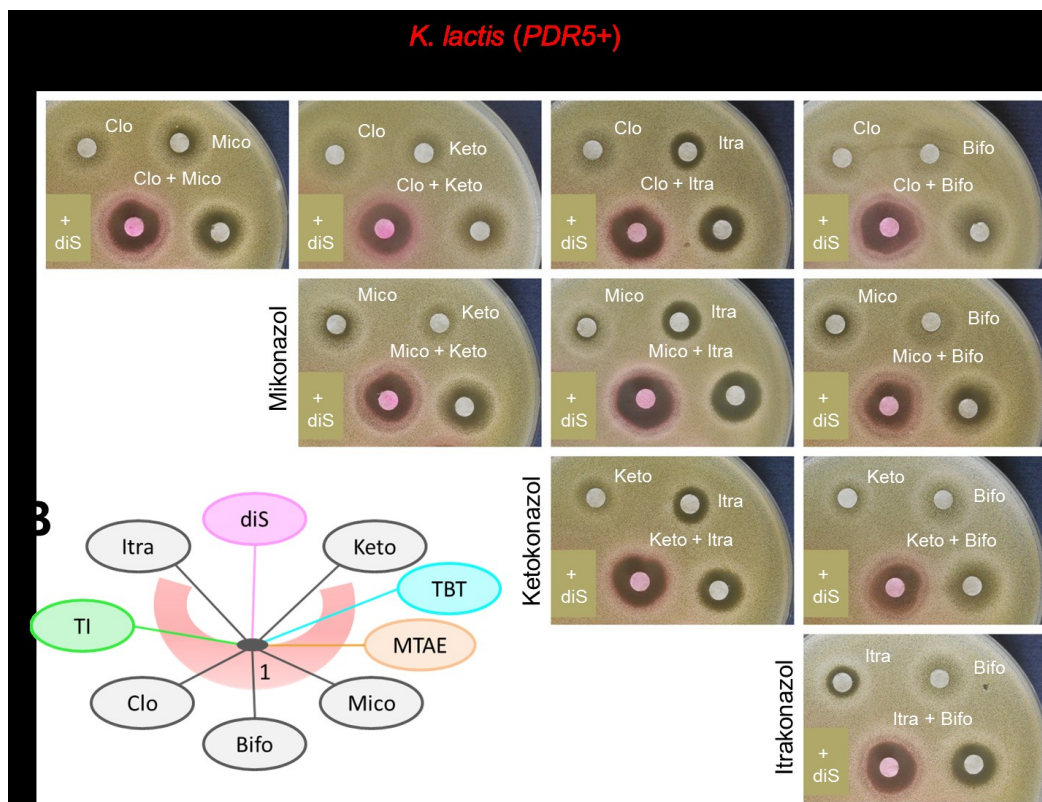 K. lactis (PDR5+)
Clo
Mico
Clo + Mico
+
diS
Clo
Keto
Clo + Keto
+
diS
Clo
Itra
Clo + Itra
+
diS
Clo
Bifo
Clo + Bifo
+
diS
Mikonazol
Mico
Keto
Mico + Keto
+
diS
Mico
Itra
Mico + Itra
+
diS
Mico
Bifo
Mico + Bifo
+
diS
Ketokonazol
Keto
Itra
Keto + Itra
+
diS
Keto
Bifo
Keto + Bifo
+
diS
Itrakonazol
Itra
Bifo
Itra + Bifo
+
diS
B
diS
Itra
Keto
TBT
TI
MTAE
1
Clo
Mico
Bifo